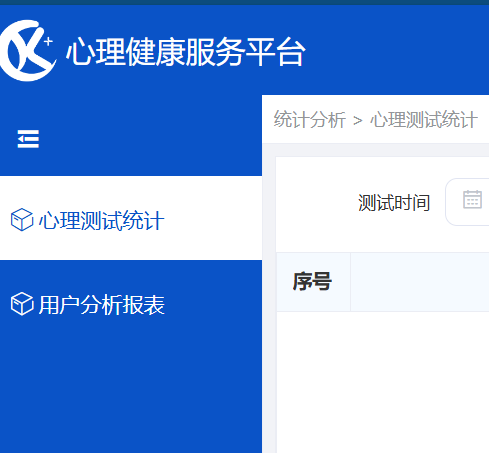 心理健康服务平台
统计分析 > 心理测试统计
心理测试统计
用户分析报表
测试时间
序号